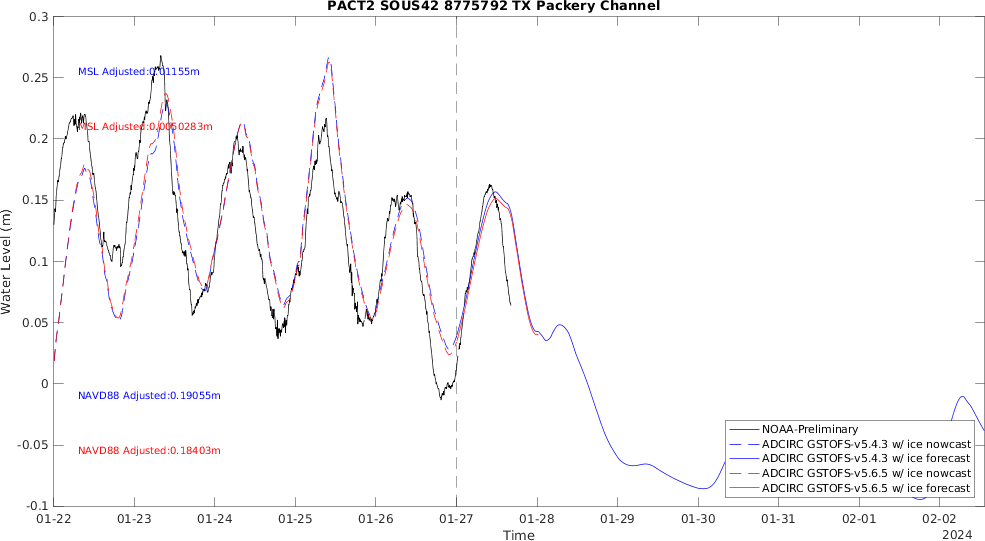 PACT2 SOUS42 8775792 TX Packery Channel
0.3
0.25
0.2
0.15
0.1
0.05
0
-0.05
-0.1
Water Level (m)
MSL Adjusted:0.01155m
MSL Adjusted:0.0050283m
NAVD88 Adjusted:0.19055m
NAVD88 Adjusted:0.18403m
NOAA-Preliminary
ADCIRC GSTOFS-v5.4.3 w/ ice nowcast
ADCIRC GSTOFS-v5.4.3 w/ ice forecast
ADCIRC GSTOFS-v5.6.5 w/ ice nowcast
ADCIRC GSTOFS-v5.6.5 w/ ice forecast
01-22 01-23 01-24 01-25 01-26 01-27 01-28 01-29 01-30 01-31 02-01 02-02
Time
2024